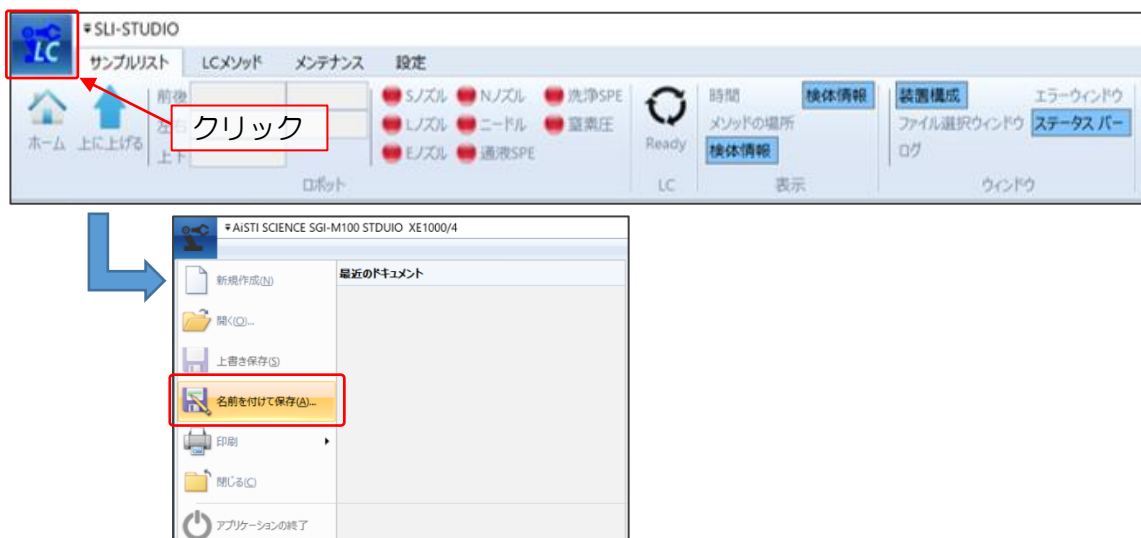 SLI-STUDIO
LC
サンプルリスト LCメソッド メンテナンス 設定
前後
Sノズル Nノズル 洗浄SPE
時間 検体情報
装置構成 エラーウィンドウ
クリック
Lノズル ニードル 窒素圧
メソッドの場所
ファイル選択ウィンドウ ステータス バー
ホーム 上に上げる
上下
Eノズル 通液SPE
Ready
検体情報
ログ
ロボット LC 表示 ウィンドウ
AiSTI SCIENCE SGI-M100 STDUIO XE1000/4
新規作成(N)
最近のドキュメント
開く(O)...
上書き保存(S)
名前を付けて保存(A)...
印刷
閉じる(C)
アプリケーションの終了